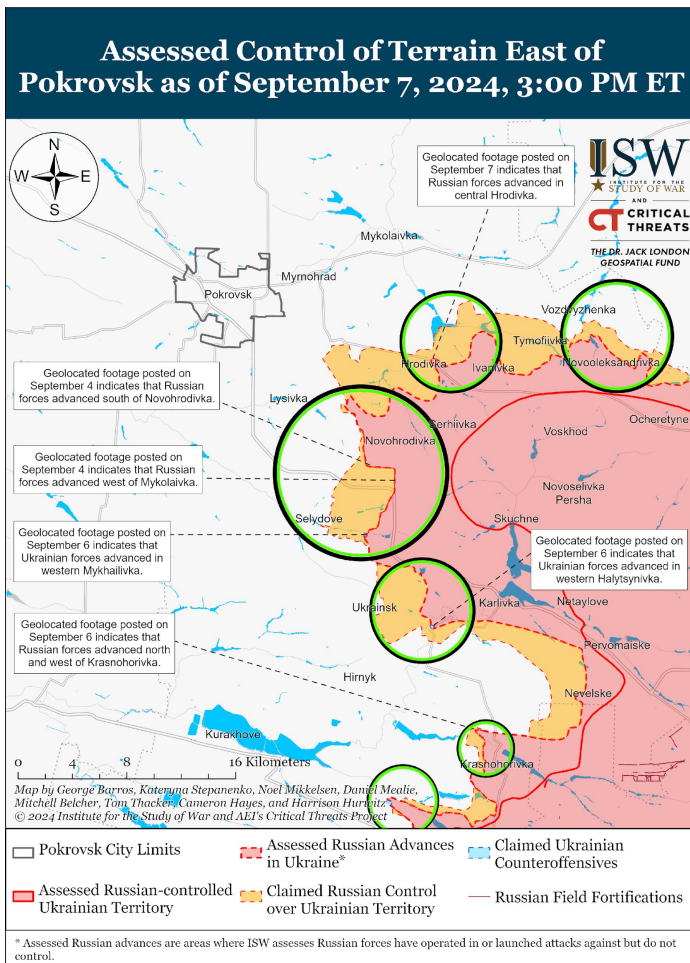 Assessed Control of Terrain East of
Pokrovsk as of September 7, 2024, 3:00 PM ET
N
W
E
S
Geolocated footage posted on
September 7 indicates that
Russian forces advanced in
central Hrodivka.
ISW
INSTITUTE FOR THE
STUDY OF WAR
AND
CT CRITICAL
THREATS
THE DR. JACK LONDON
GEOSPATIAL FUND
Mykolaivka
Myrnohrad
Pokrovsk
Vozdvyzhenka
Tymofiivka
Hrodivka
Ivanivka
Novooleksandrivka
Geolocated footage posted on
September 4 indicates that Russian
forces advanced south of Novohrodivka.
Lysivka
Serhiivka
Ocheretyne
Voskhod
Novohrodivka
Geolocated footage posted on
September 4 indicates that Russian
forces advanced west of Mykolaivka.
Novoselivka
Persha
Selydove
Skuchne
Geolocated footage posted on
September 6 indicates that
Ukrainian forces advanced in
western Mykhailivka.
Geolocated footage posted on
September 6 indicates that
Ukrainian forces advanced in
western Halytsynivka.
Ukrainsk
Karlivka
Netaylove
Geolocated footage posted on
September 6 indicates that
Russian forces advanced north
and west of Krasnohorivka.
Pervomaiske
Hirnyk
Nevelske
Kurakhove
Krasnohorivka
0 4 8 16 Kilometers
Map by George Barros, Kateryna Stepanenko, Noel Mikkelsen, Daniel Mealie,
Mitchell Belcher, Tom Thacker, Cameron Hayes, and Harrison Hurwitz
© 2024 Institute for the Study of War and AEI's Critical Threats Project
Pokrovsk City Limits
Assessed Russian Advances
in Ukraine*
Claimed Ukrainian
Counteroffensives
Assessed Russian-controlled
Ukrainian Territory
Claimed Russian Control
over Ukrainian Territory
Russian Field Fortifications
* Assessed Russian advances are areas where ISW assesses Russian forces have operated in or launched attacks against but do not
control.